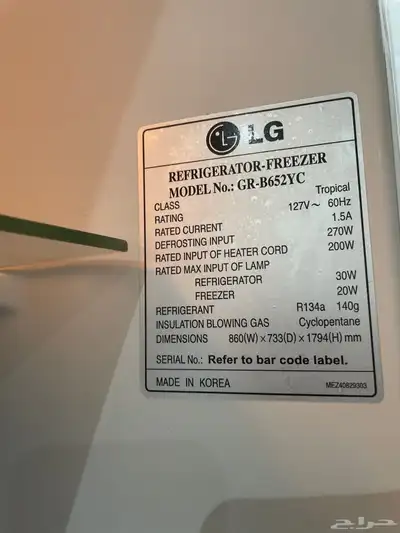 LG
REFRIGERATOR-FREEZER
MODEL No.: GR-B652YC
CLASS Tropical
RATING 127V~ 60Hz
RATED CURRENT 1.5A
DEFROSTING INPUT 270W
RATED INPUT OF HEATER CORD 200W
RATED MAX INPUT OF LAMP
REFRIGERATOR 30W
FREEZER 20W
REFRIGERANT R134a 140g
INSULATION BLOWING GAS Cyclopentane
DIMENSIONS 860(W)×733(D)×1794(H) mm
SERIAL No.: Refer to bar code label.
MADE IN KOREA MEZ40829303
حراج